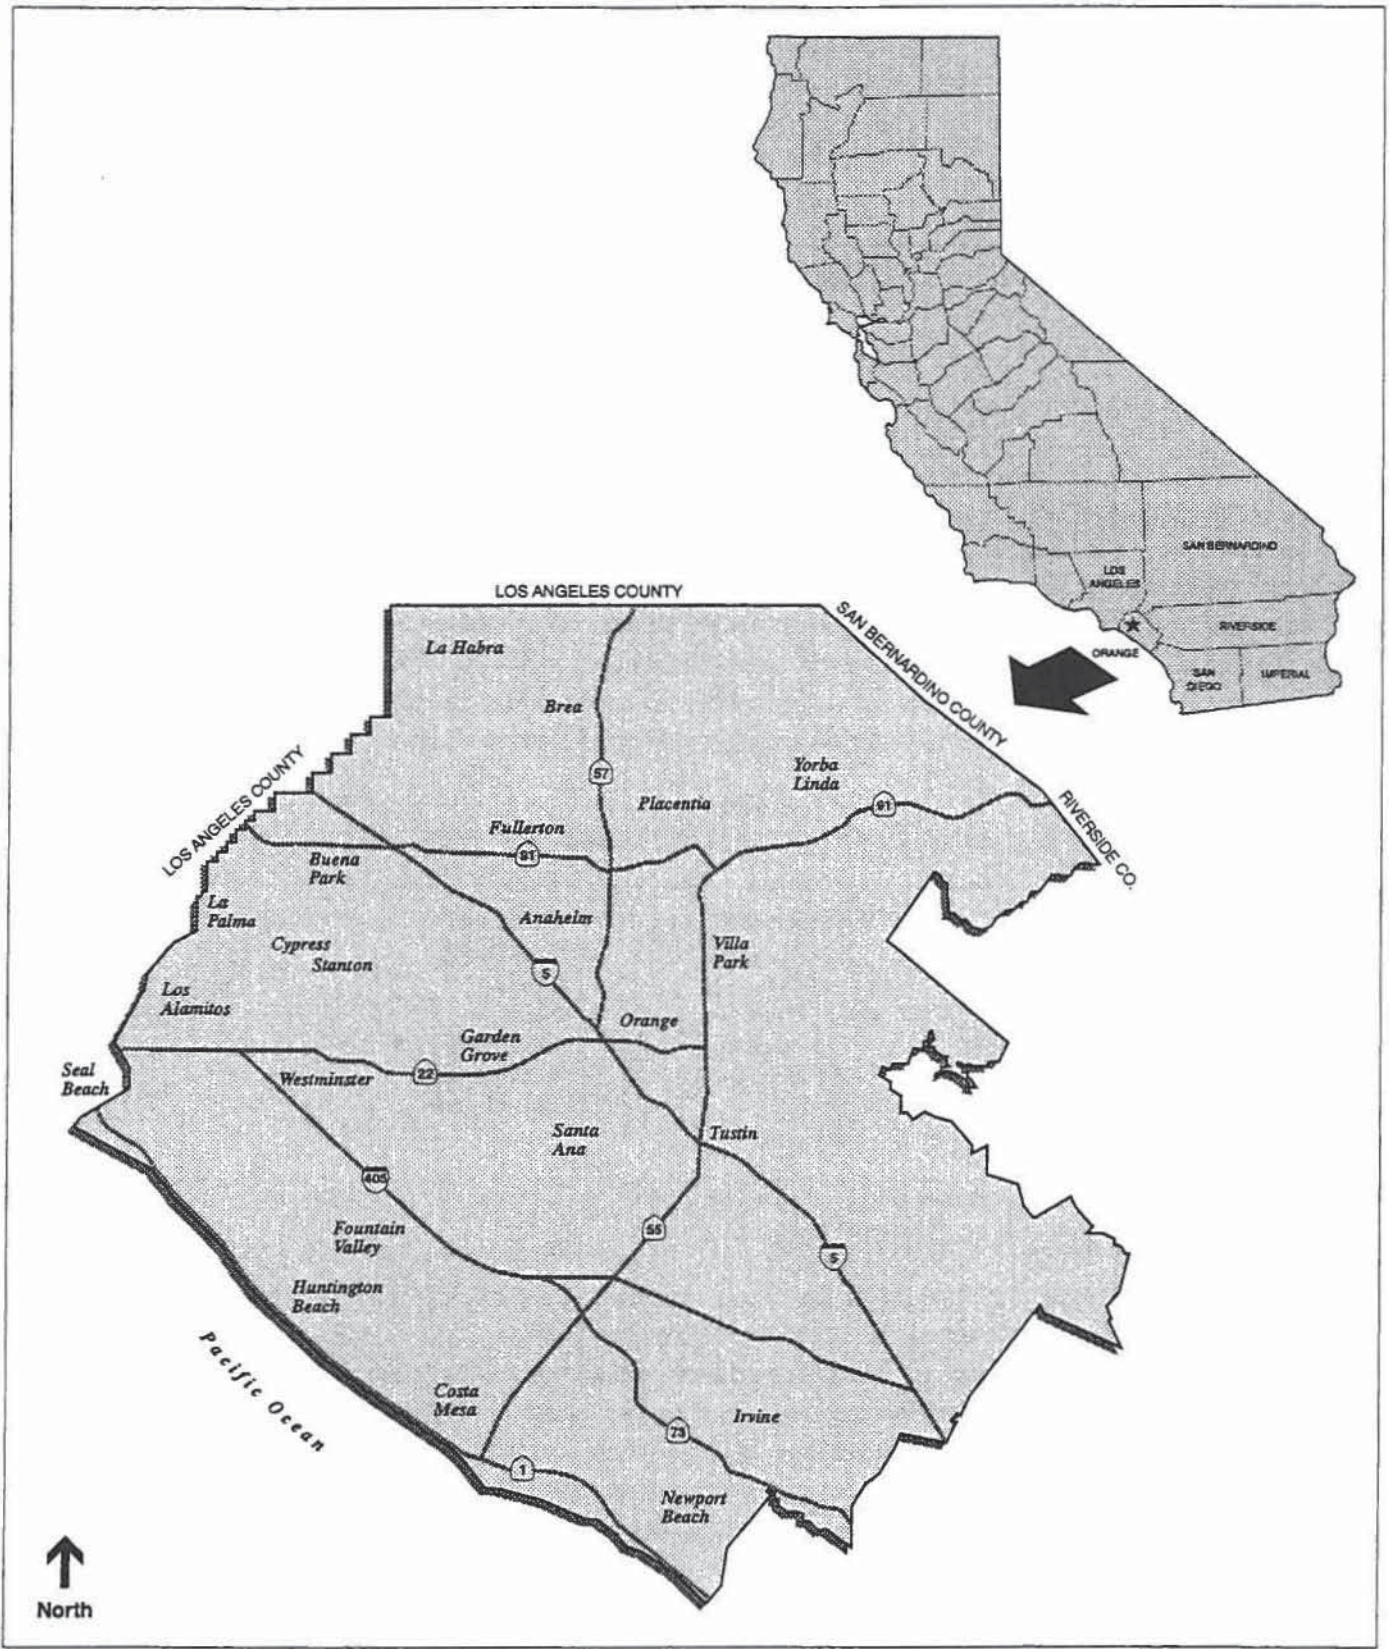 SAN BERNARDINO
LOS
ANGELES
RIVERSIDE
ORANGE
SAN
DIEGO
IMPERIAL
LOS ANGELES COUNTY
SAN BERNARDINO COUNTY
RIVERSIDE CO.
LOS ANGELES COUNTY
La Habra
Brea
57
Yorba
Linda
Placentia
91
Fullerton
91
Buena
Park
La
Palma
Anaheim
Cypress
Stanton
Villa
Park
5
Los
Alamitos
Orange
Garden
Grove
Seal
Beach
Westminster
22
Santa
Ana
Tustin
405
Fountain
Valley
55
5
Huntington
Beach
Pacific Ocean
Costa
Mesa
Irvine
73
1
Newport
Beach
North